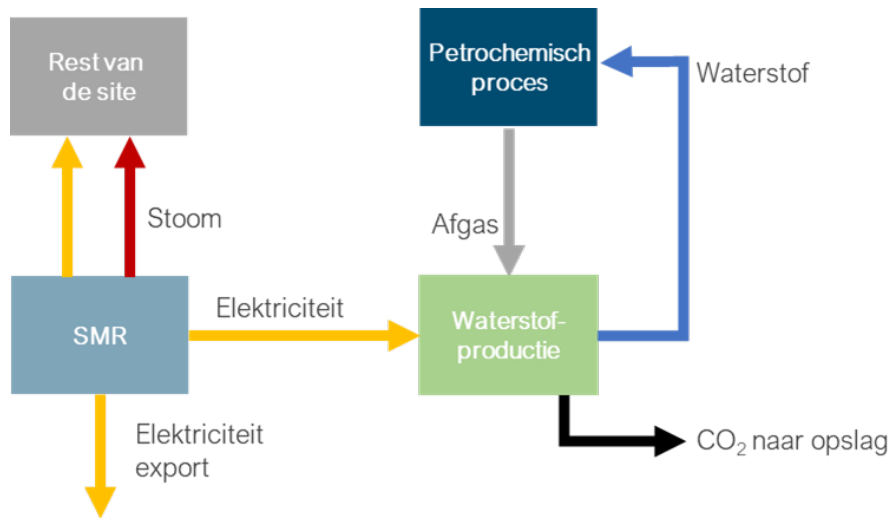 Rest van
de site
Petrochemisch
proces
Waterstof
Stoom
Afgas
SMR
Elektriciteit
Waterstof-
productie
Elektriciteit
export
CO₂ naar opslag